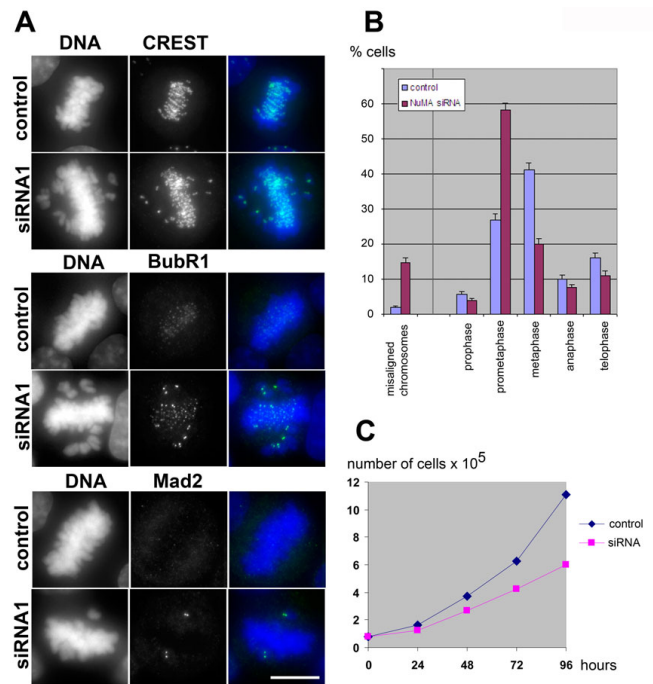 A
DNA CREST
control
siRNA1
DNA BubR1
control
siRNA1
DNA Mad2
control
siRNA1
B
% cells
control
NuMA siRNA
60
50
40
30
20
10
0
misaligned
chromosomes
prophase
prometaphase
metaphase
anaphase
telophase
C
number of cells x 10⁵
12
10
8
6
4
2
0
0 24 48 72 96 hours
control
siRNA